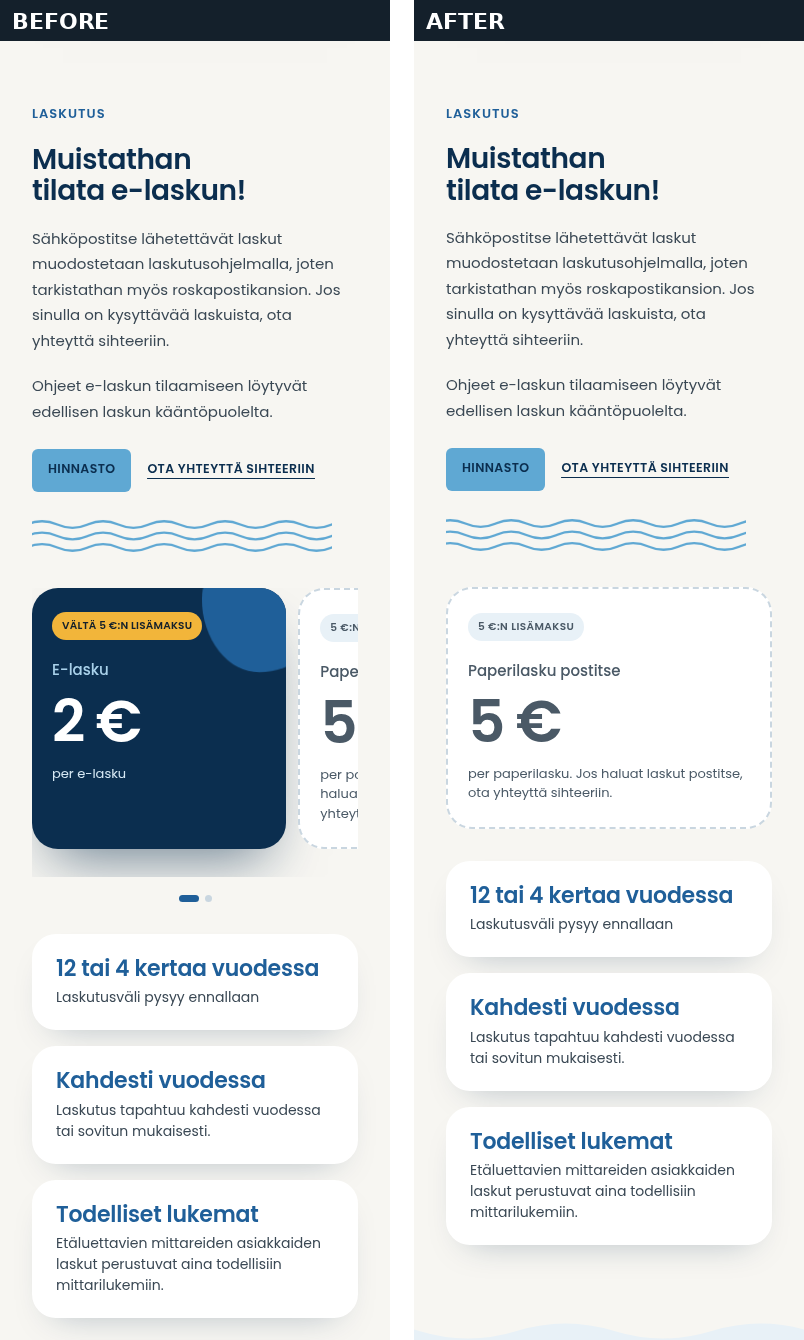 BEFORE
LASKUTUS
Muistathan
tilata e-laskun!
Sähköpostitse lähetettävät laskut
muodostetaan laskutusohjelmalla, joten
tarkistathan myös roskapostikansion. Jos
sinulla on kysyttävää laskuista, ota
yhteyttä sihteeriin.
Ohjeet e-laskun tilaamiseen löytyvät
edellisen laskun kääntöpuolelta.
HINNASTO
OTA YHTEYTTÄ SIHTEERIIN
VÄLTÄ 5 €:N LISÄMAKSU
E-lasku
2 €
per e-lasku
5 €:N
Pape
5
per
halua
yhteyt
12 tai 4 kertaa vuodessa
Laskutusväli pysyy ennallaan
Kahdesti vuodessa
Laskutus tapahtuu kahdesti vuodessa
tai sovitun mukaisesti.
Todelliset lukemat
Etäluettavien mittareiden asiakkaiden
laskut perustuvat aina todellisiin
mittarilukemiin.
AFTER
LASKUTUS
Muistathan
tilata e-laskun!
Sähköpostitse lähetettävät laskut
muodostetaan laskutusohjelmalla, joten
tarkistathan myös roskapostikansion. Jos
sinulla on kysyttävää laskuista, ota
yhteyttä sihteeriin.
Ohjeet e-laskun tilaamiseen löytyvät
edellisen laskun kääntöpuolelta.
HINNASTO
OTA YHTEYTTÄ SIHTEERIIN
5 €:N LISÄMAKSU
Paperilasku postitse
5 €
per paperilasku. Jos haluat laskut postitse,
ota yhteyttä sihteeriin.
12 tai 4 kertaa vuodessa
Laskutusväli pysyy ennallaan
Kahdesti vuodessa
Laskutus tapahtuu kahdesti vuodessa
tai sovitun mukaisesti.
Todelliset lukemat
Etäluettavien mittareiden asiakkaiden
laskut perustuvat aina todellisiin
mittarilukemiin.